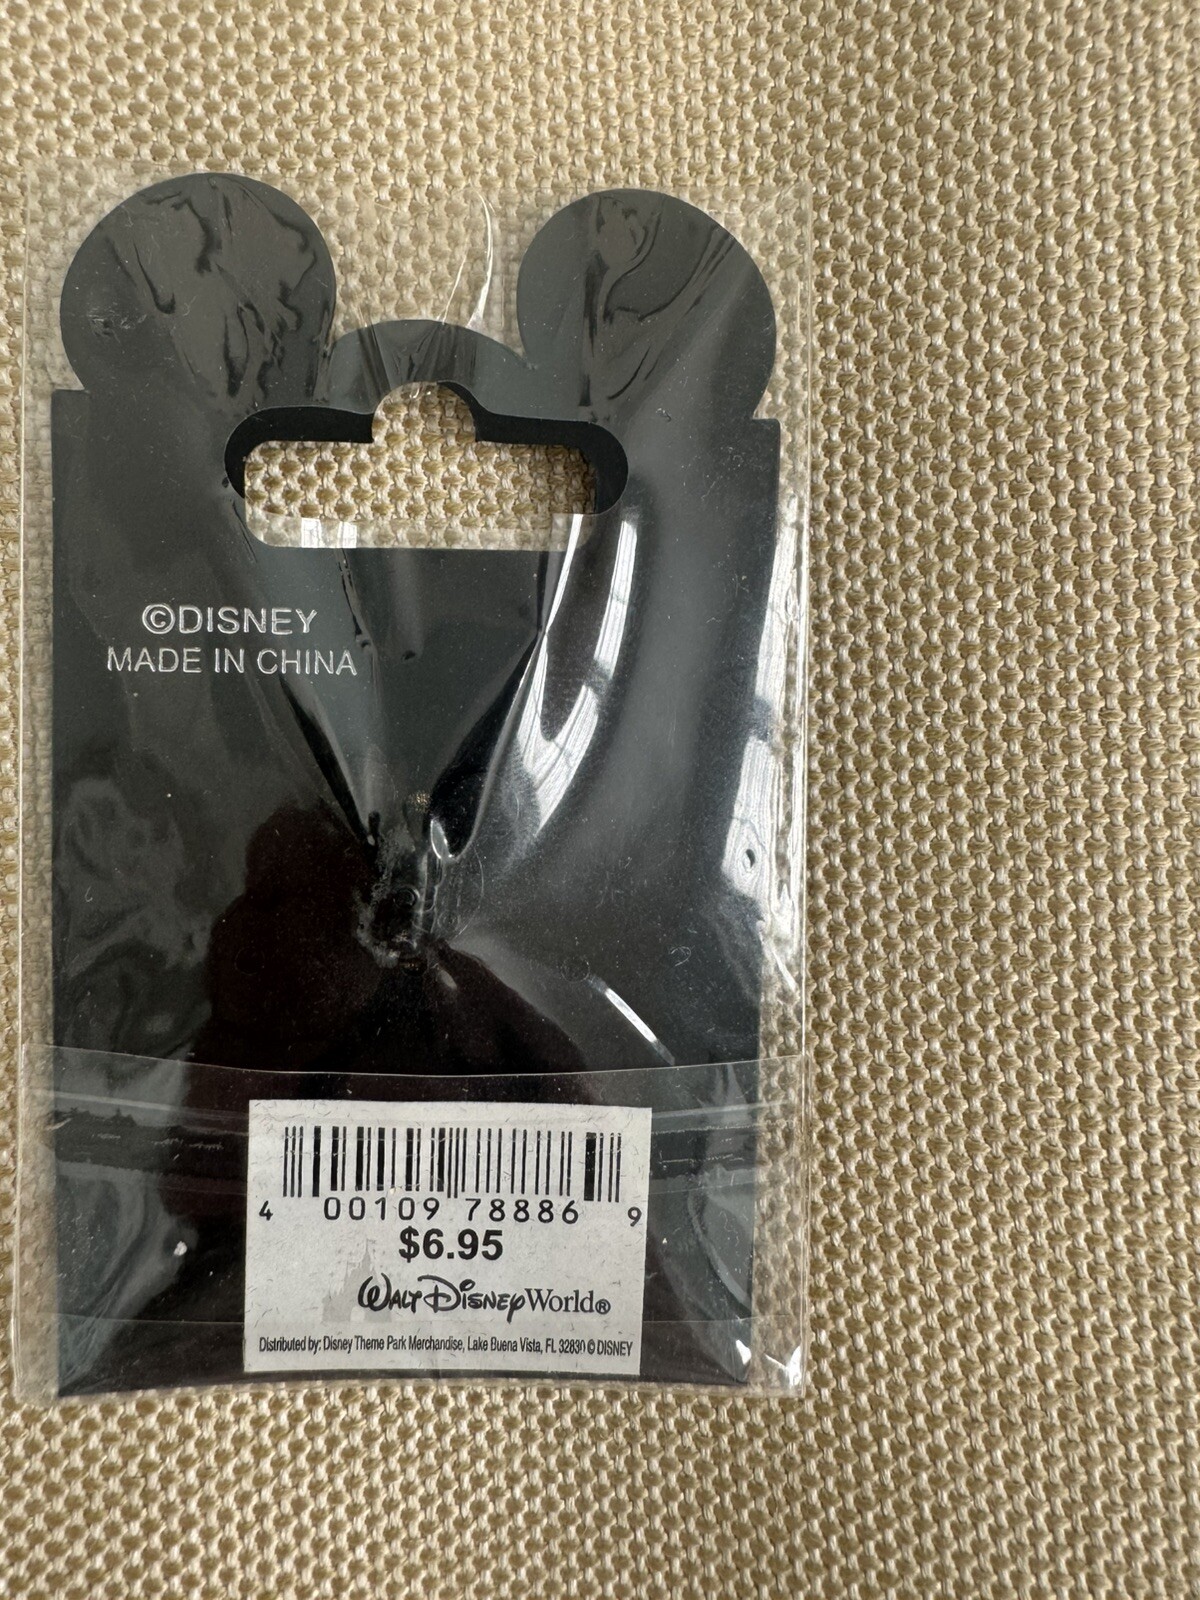 ©DISNEY
MADE IN CHINA
4 00109 78886 9
$6.95
WALT DISNEY World®
Distributed by: Disney Theme Park Merchandise, Lake Buena Vista, FL 32830 © DISNEY